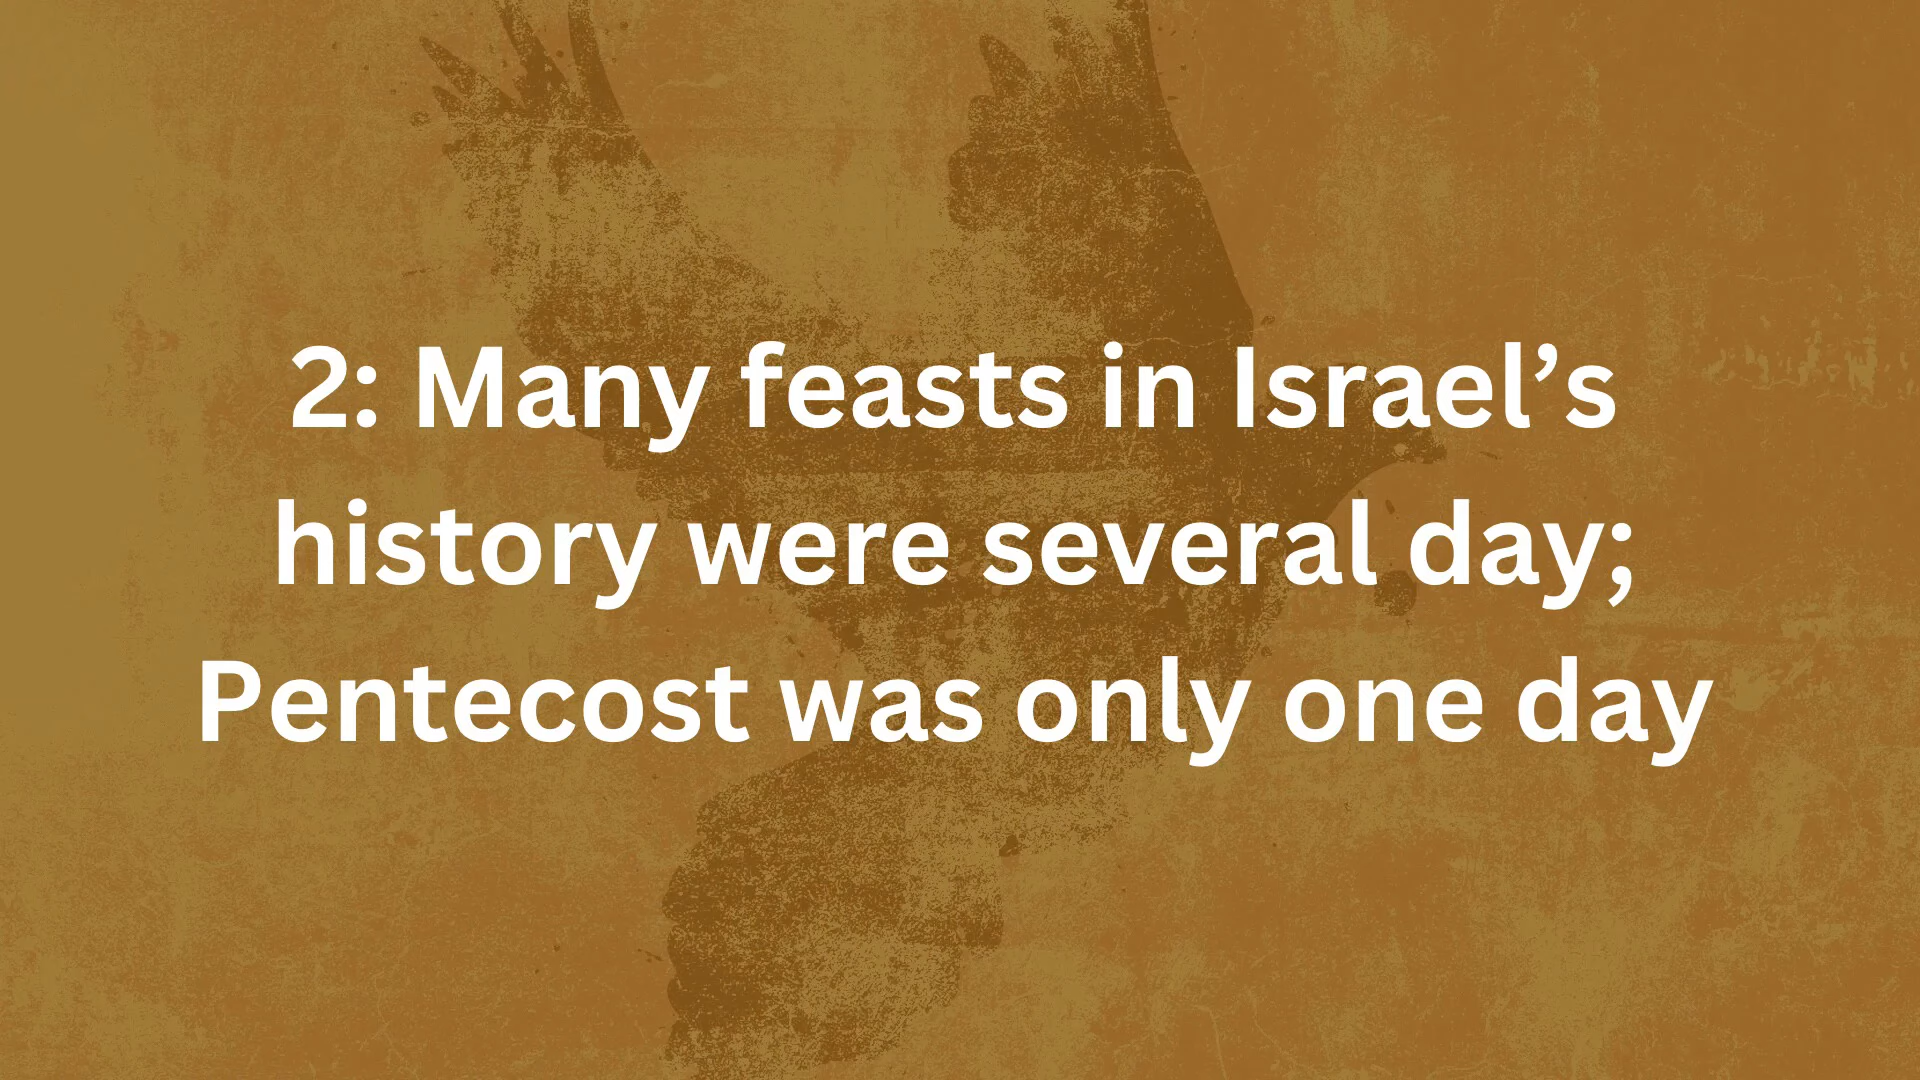 2: Many feasts in Israel’s
history were several day;
Pentecost was only one day